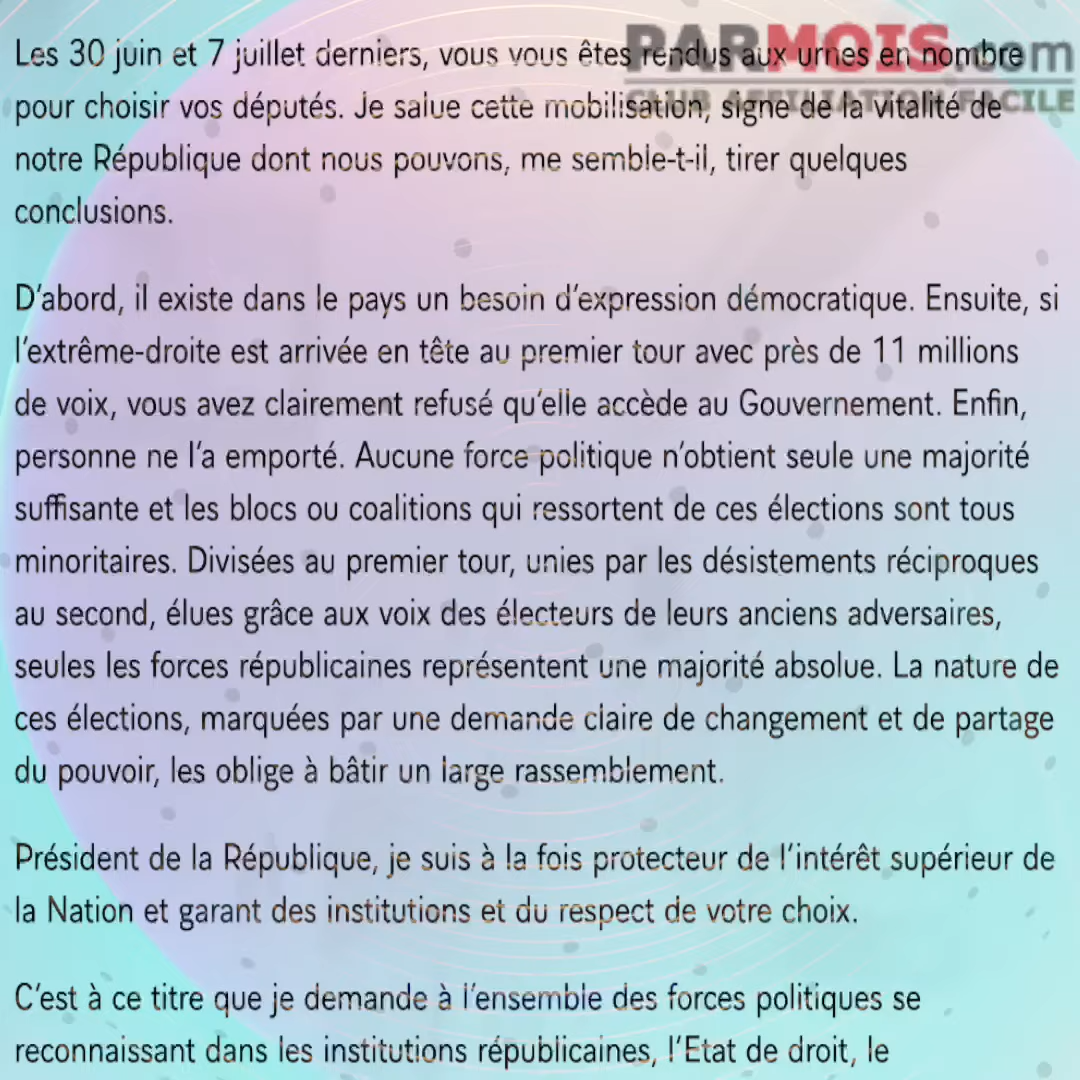 PARMOIS.com
CLUB AFFILIATION FACILE
Les 30 juin et 7 juillet derniers, vous vous êtes rendus aux urnes en nombre
pour choisir vos députés. Je salue cette mobilisation, signe de la vitalité de
notre République dont nous pouvons, me semble-t-il, tirer quelques
conclusions.
D’abord, il existe dans le pays un besoin d’expression démocratique. Ensuite, si
l’extrême-droite est arrivée en tête au premier tour avec près de 11 millions
de voix, vous avez clairement refusé qu’elle accède au Gouvernement. Enfin,
personne ne l’a emporté. Aucune force politique n’obtient seule une majorité
suffisante et les blocs ou coalitions qui ressortent de ces élections sont tous
minoritaires. Divisées au premier tour, unies par les désistements réciproques
au second, élues grâce aux voix des électeurs de leurs anciens adversaires,
seules les forces républicaines représentent une majorité absolue. La nature de
ces élections, marquées par une demande claire de changement et de partage
du pouvoir, les oblige à bâtir un large rassemblement.
Président de la République, je suis à la fois protecteur de l’intérêt supérieur de
la Nation et garant des institutions et du respect de votre choix.
C’est à ce titre que je demande à l’ensemble des forces politiques se
reconnaissant dans les institutions républicaines, l’Etat de droit, le